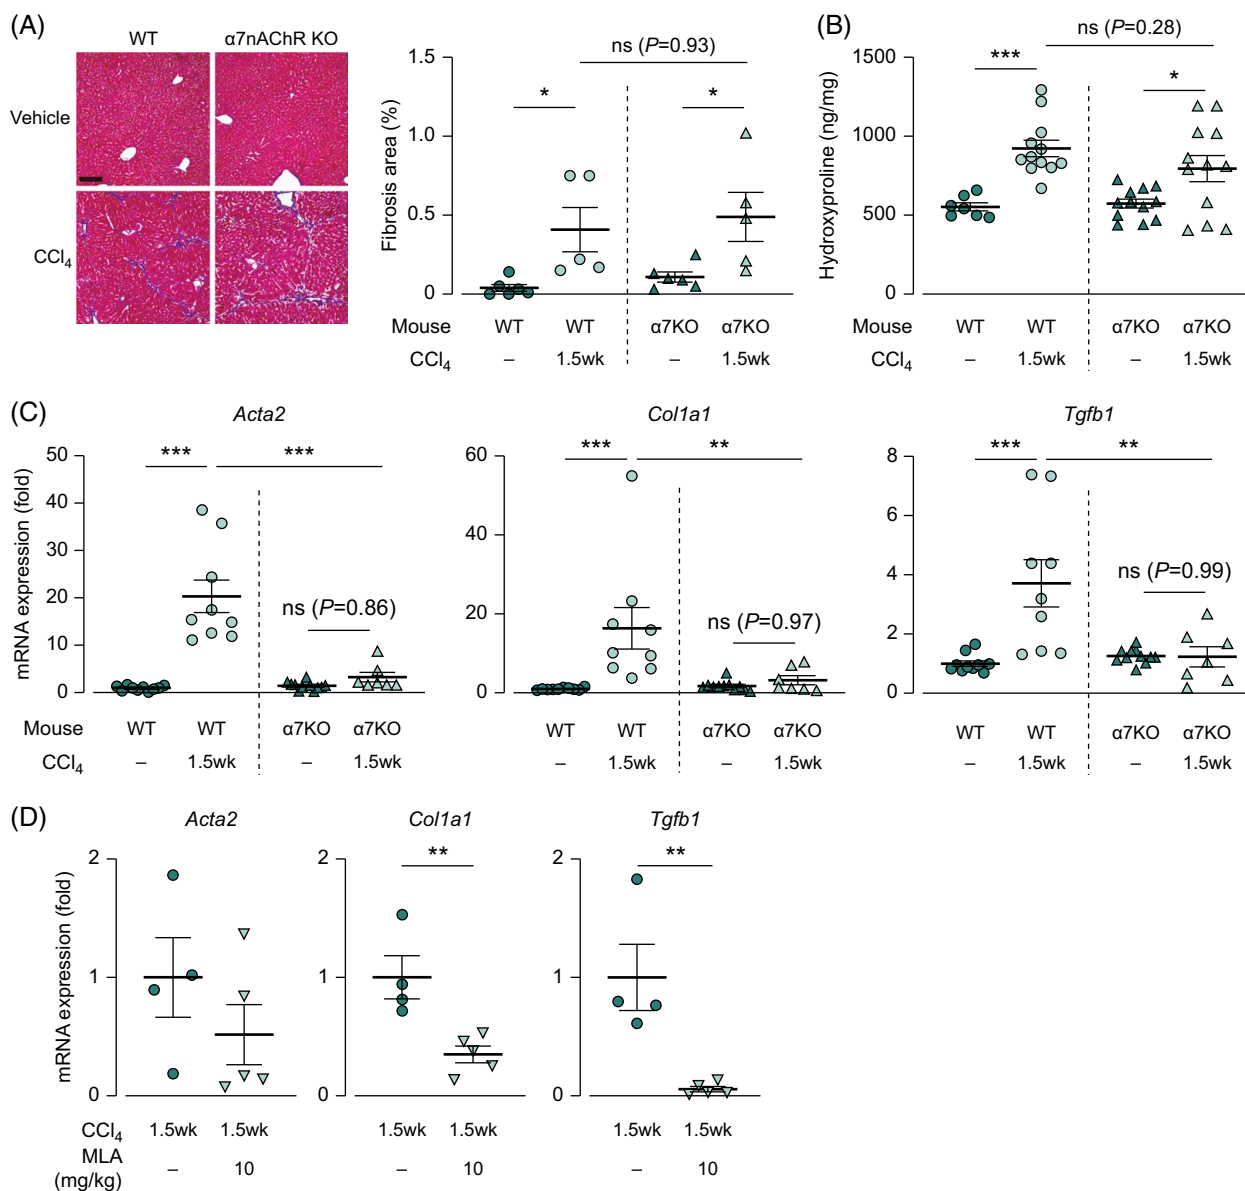 (A)
WT α7nAChR KO
Vehicle
CCl4
Fibrosis area (%)
ns (P=0.93)
* *
1.5
1.0
0.5
0
Mouse WT WT α7KO α7KO
CCl4 – 1.5wk – 1.5wk
(B)
Hydroxyproline (ng/mg)
ns (P=0.28)
*** *
1500
1000
500
0
Mouse WT WT α7KO α7KO
CCl4 – 1.5wk – 1.5wk
(C)
Acta2
mRNA expression (fold)
*** ***
ns (P=0.86)
50
40
30
20
10
0
Mouse WT WT α7KO α7KO
CCl4 – 1.5wk – 1.5wk
Col1a1
*** **
ns (P=0.97)
60
40
20
0
WT WT α7KO α7KO
– 1.5wk – 1.5wk
Tgfb1
*** **
ns (P=0.99)
8
6
4
2
0
WT WT α7KO α7KO
– 1.5wk – 1.5wk
(D)
Acta2
mRNA expression (fold)
2
1
0
CCl4 1.5wk 1.5wk
MLA
(mg/kg) – 10
Col1a1
**
2
1
0
1.5wk 1.5wk
– 10
Tgfb1
**
2
1
0
1.5wk 1.5wk
– 10